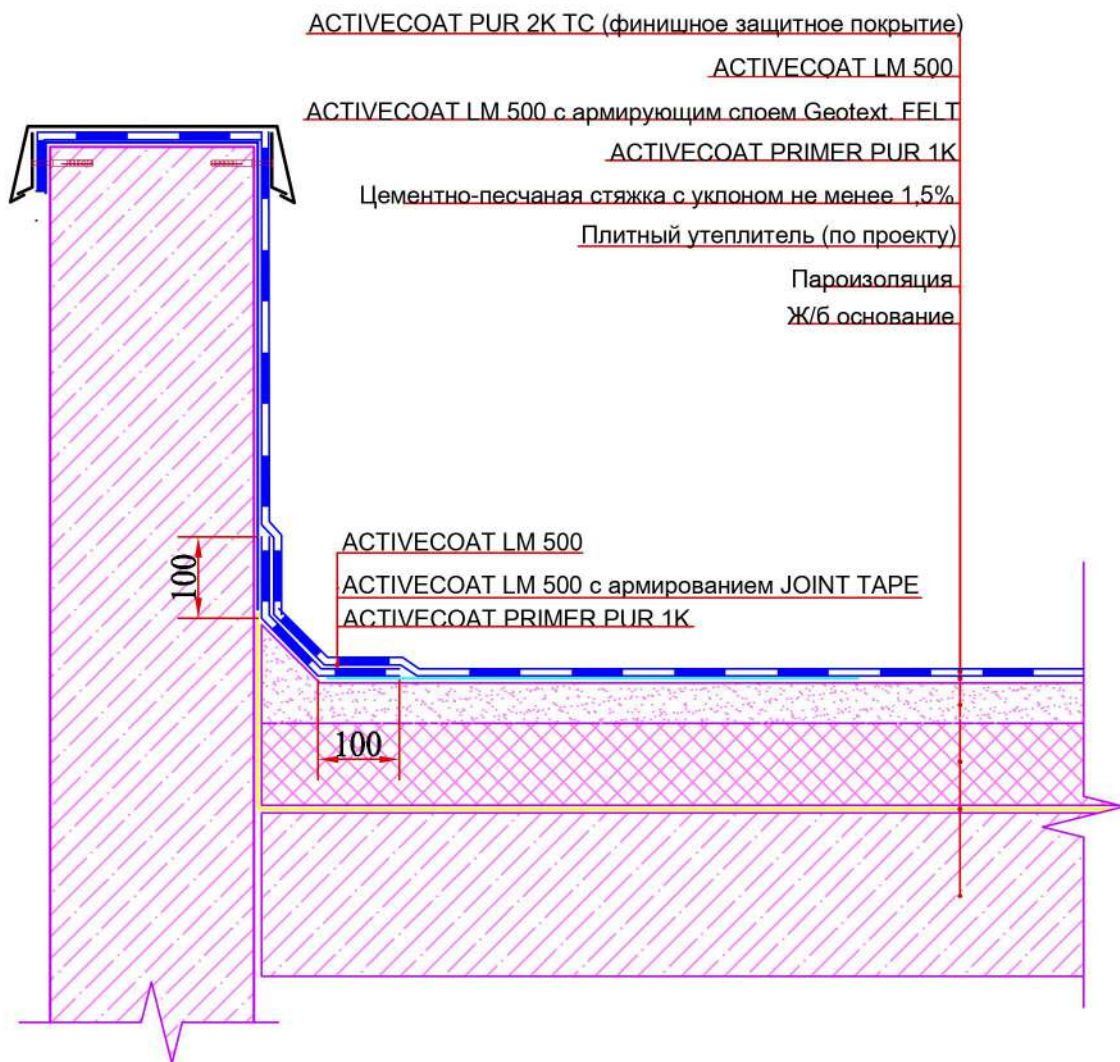 ACTIVECOAT PUR 2K TC (финишное защитное покрытие)
ACTIVECOAT LM 500
ACTIVECOAT LM 500 с армирующим слоем Geotext. FELT
ACTIVECOAT PRIMER PUR 1K
Цементно-песчаная стяжка с уклоном не менее 1,5%
Плитный утеплитель (по проекту)
Пароизоляция
Ж/б основание
ACTIVECOAT LM 500
ACTIVECOAT LM 500 с армированием JOINT TAPE
ACTIVECOAT PRIMER PUR 1K
100
100